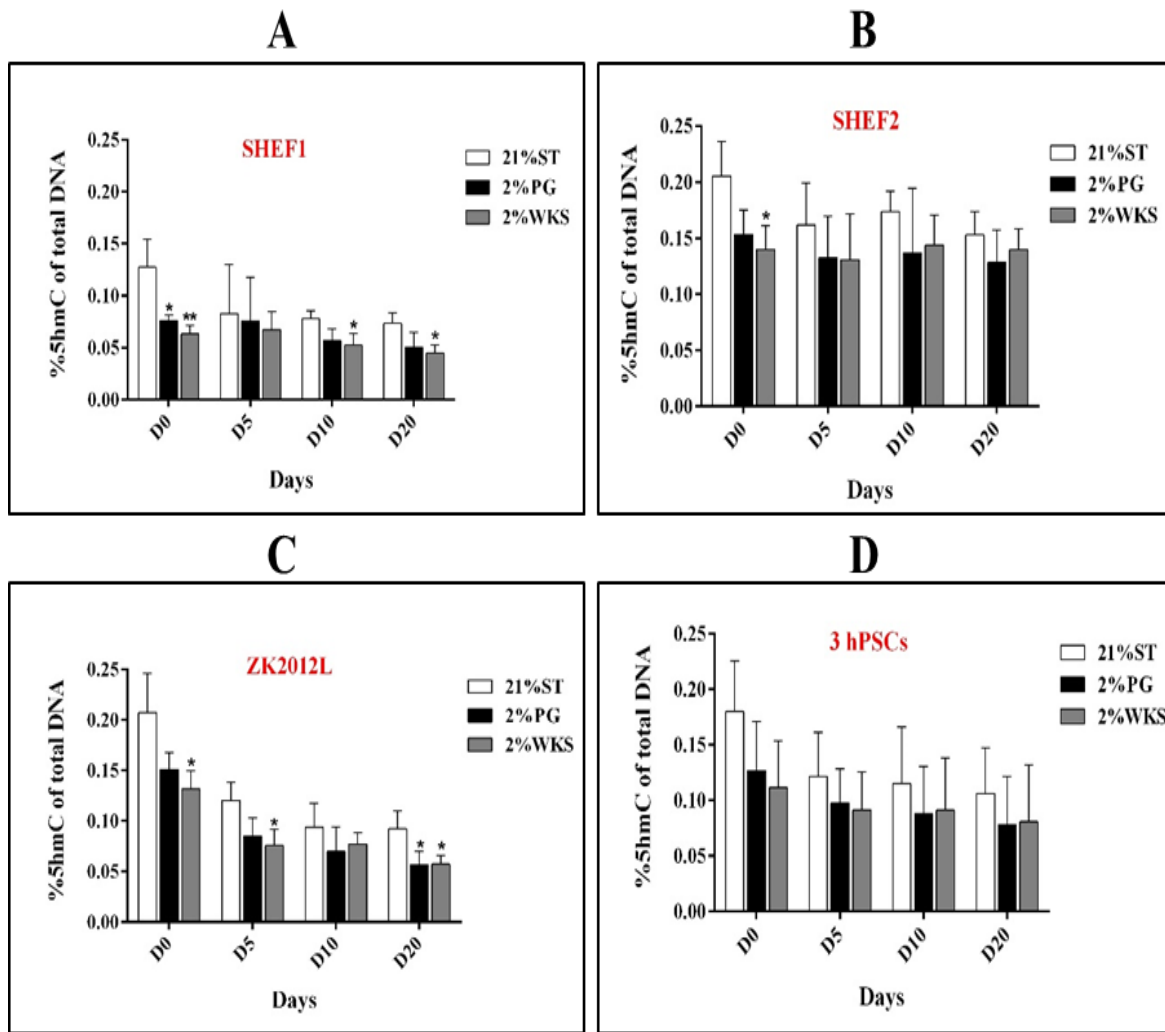 A
SHEF1
%5hmC of total DNA
0.25
0.20
0.15
0.10
0.05
0.00
* **
*
*
D0 D5 D10 D20
Days
21%ST
2%PG
2%WKS
B
SHEF2
%5hmC of total DNA
0.25
0.20
0.15
0.10
0.05
0.00
*
D0 D5 D10 D20
Days
21%ST
2%PG
2%WKS
C
ZK2012L
%5hmC of total DNA
0.25
0.20
0.15
0.10
0.05
0.00
*
*
* *
D0 D5 D10 D20
Days
21%ST
2%PG
2%WKS
D
3 hPSCs
%5hmC of total DNA
0.25
0.20
0.15
0.10
0.05
0.00
D0 D5 D10 D20
Days
21%ST
2%PG
2%WKS